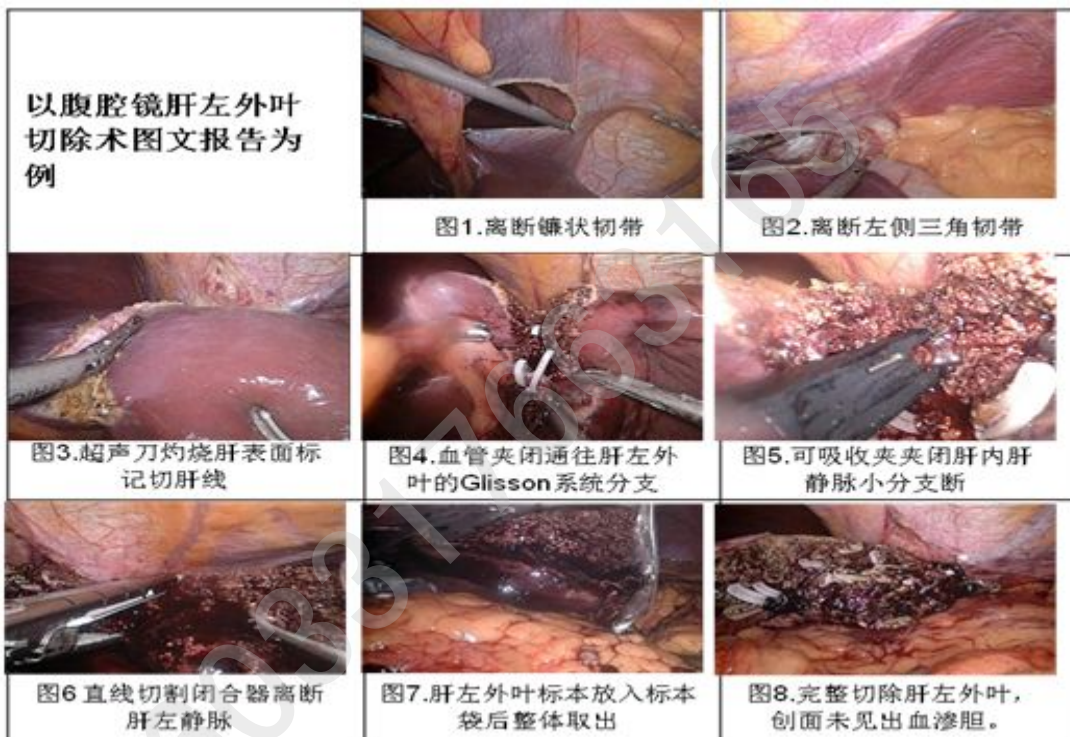 以腹腔镜肝左外叶
切除术图文报告为
例
图1.离断镰状韧带
图2.离断左侧三角韧带
图3.超声刀灼烧肝表面标
记切肝线
图4.血管夹闭通往肝左外
叶的Glisson系统分支
图5.可吸收夹夹闭肝内肝
静脉小分支断
图6 直线切割闭合器离断
肝左静脉
图7.肝左外叶标本放入标本
袋后整体取出
图8.完整切除肝左外叶，
创面未见出血渗胆。